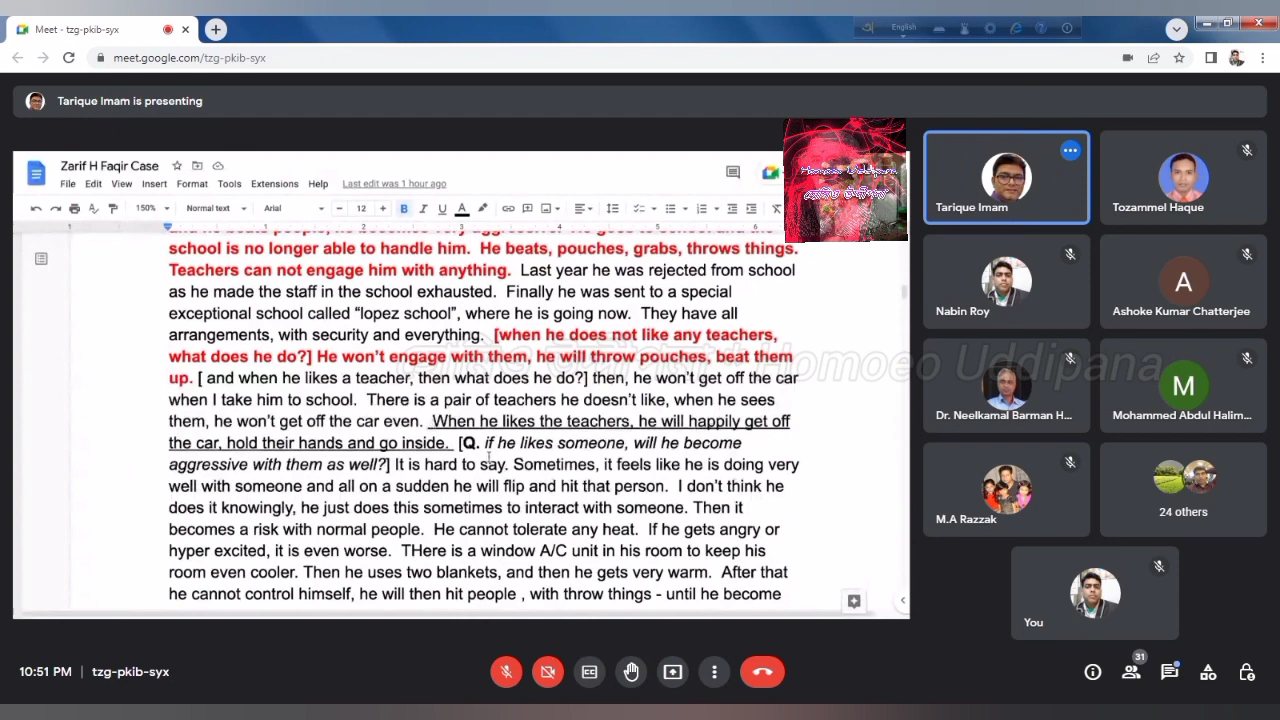 Meet - tzg-pkib-syx
English
meet.google.com/tzg-pkib-syx
Tarique Imam is presenting
Zarif H Faqir Case
File Edit View Insert Format Tools Extensions Help Last edit was 1 hour ago
150% Normal text Arial 12 B I U A
1 2 3 4 5 6
school is no longer able to handle him. He beats, pouches, grabs, throws things.
Teachers can not engage him with anything. Last year he was rejected from school
as he made the staff in the school exhausted. Finally he was sent to a special
exceptional school called “lopez school”, where he is going now. They have all
arrangements, with security and everything. [when he does not like any teachers,
what does he do?] He won’t engage with them, he will throw pouches, beat them
up. [ and when he likes a teacher, then what does he do?] then, he won’t get off the car
when I take him to school. There is a pair of teachers he doesn’t like, when he sees
them, he won’t get off the car even. When he likes the teachers, he will happily get off
the car, hold their hands and go inside. [Q. if he likes someone, will he become
aggressive with them as well?] It is hard to say. Sometimes, it feels like he is doing very
well with someone and all on a sudden he will flip and hit that person. I don’t think he
does it knowingly, he just does this sometimes to interact with someone. Then it
becomes a risk with normal people. He cannot tolerate any heat. If he gets angry or
hyper excited, it is even worse. THere is a window A/C unit in his room to keep his
room even cooler. Then he uses two blankets, and then he gets very warm. After that
he cannot control himself, he will then hit people , with throw things - until he become
Homoeo Uddipana
Homoeo Uddipana
Tarique Imam
Tozammel Haque
Nabin Roy
A
Ashoke Kumar Chatterjee
Dr. Neelkamal Barman H...
M
Mohammed Abdul Halim...
M.A Razzak
24 others
You
10:51 PM tzg-pkib-syx
31